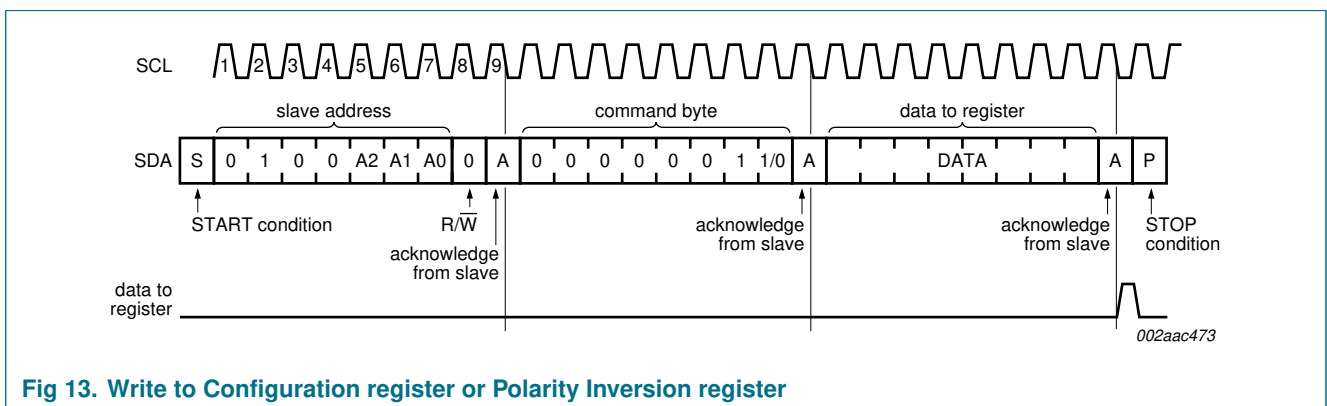 SCL 1 2 3 4 5 6 7 8 9
slave address command byte data to register
SDA S 0 1 0 0 A2 A1 A0 0 A 0 0 0 0 0 0 1 1/0 A DATA A P
START condition R/W acknowledge from slave acknowledge from slave acknowledge from slave STOP condition
data to
register
002aac473
Fig 13. Write to Configuration register or Polarity Inversion register